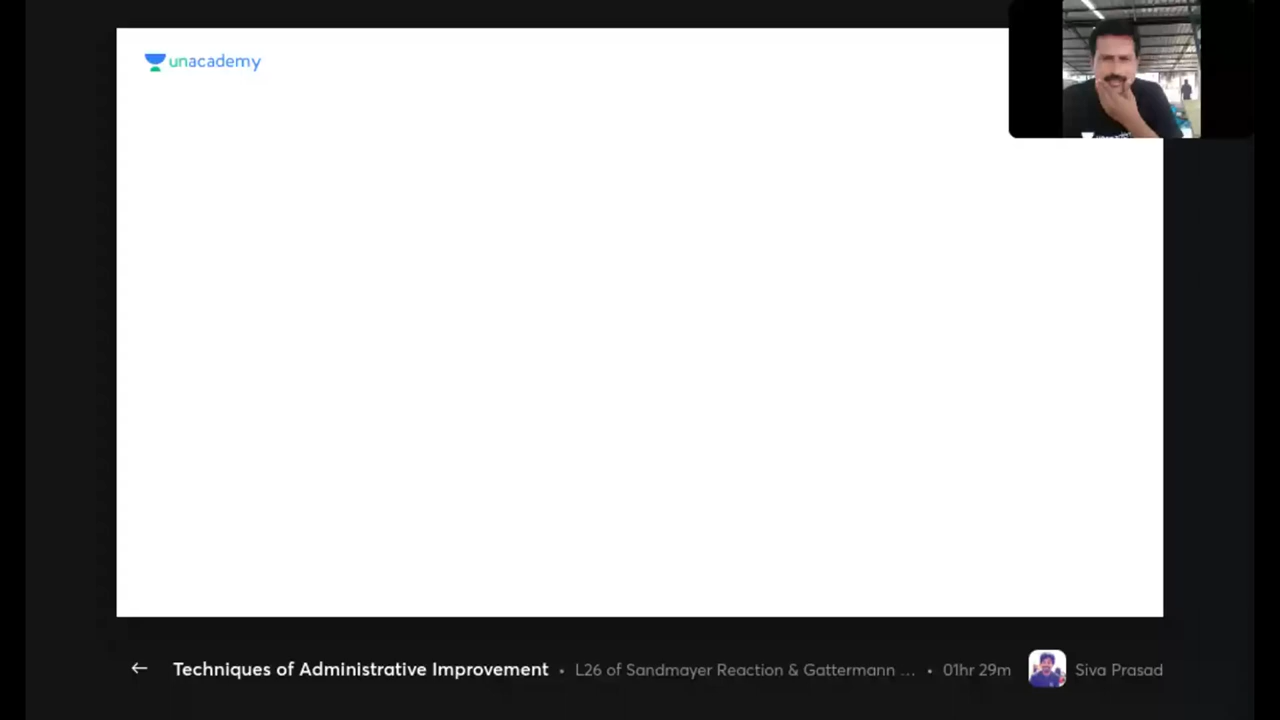 unacademy
Techniques of Administrative Improvement • L26 of Sandmayer Reaction & Gattermann ... • 01hr 29m Siva Prasad